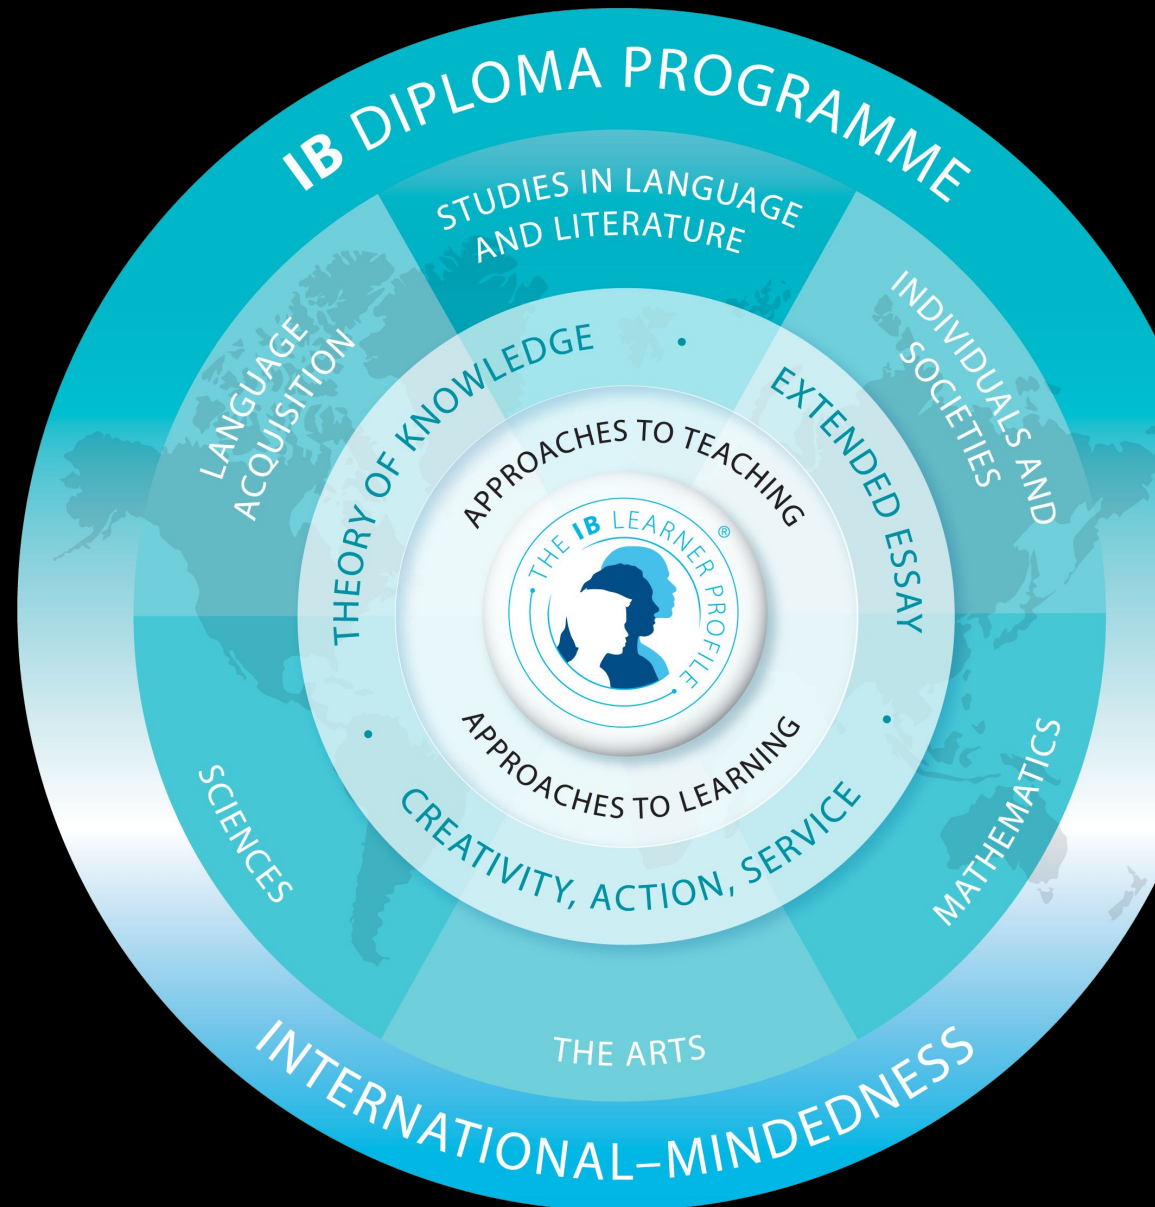 IB DIPLOMA PROGRAMME
STUDIES IN LANGUAGE
AND LITERATURE
LANGUAGE
ACQUISITION
INDIVIDUALS AND
SOCIETIES
THEORY OF KNOWLEDGE
•
EXTENDED ESSAY
APPROACHES TO TEACHING
THE IB LEARNER PROFILE
®
APPROACHES TO LEARNING
•
CREATIVITY, ACTION, SERVICE
•
SCIENCES
MATHEMATICS
THE ARTS
INTERNATIONAL–MINDEDNESS